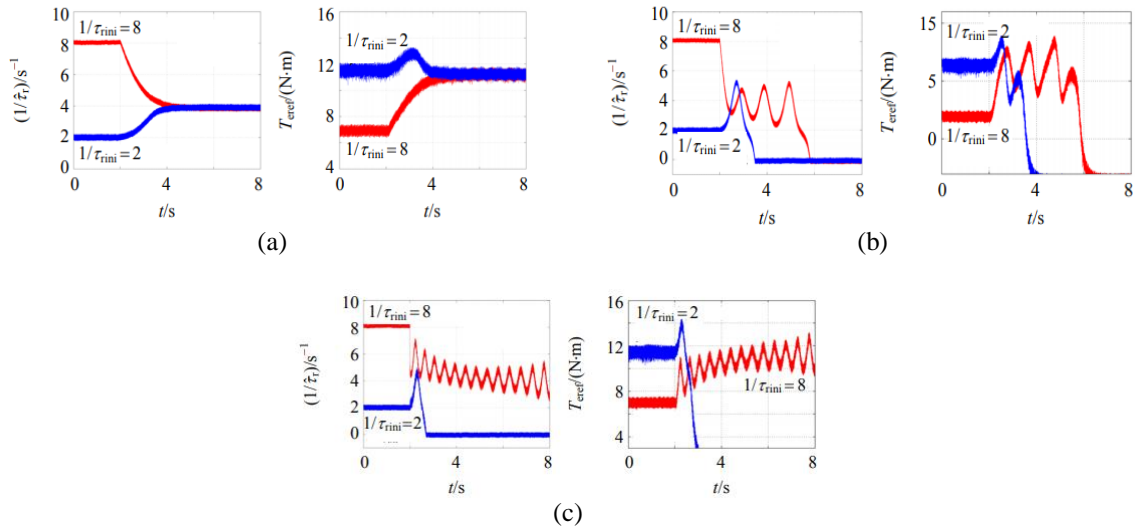 10
8
6
4
2
0
0 4 8
(1/τ̂r)/s⁻¹
t/s
1/τrini=8
1/τrini=2
16
12
8
4
0 4 8
Teref/(N·m)
t/s
1/τrini=2
1/τrini=8
(a)
10
8
6
4
2
0
0 4 8
(1/τ̂r)/s⁻¹
t/s
1/τrini=8
1/τrini=2
15
5
0
0 4 8
Teref/(N·m)
t/s
1/τrini=2
1/τrini=8
(b)
10
8
6
4
2
0
0 4 8
(1/τ̂r)/s⁻¹
t/s
1/τrini=8
1/τrini=2
16
12
8
4
0 4 8
Teref/(N·m)
t/s
1/τrini=2
1/τrini=8
(c)